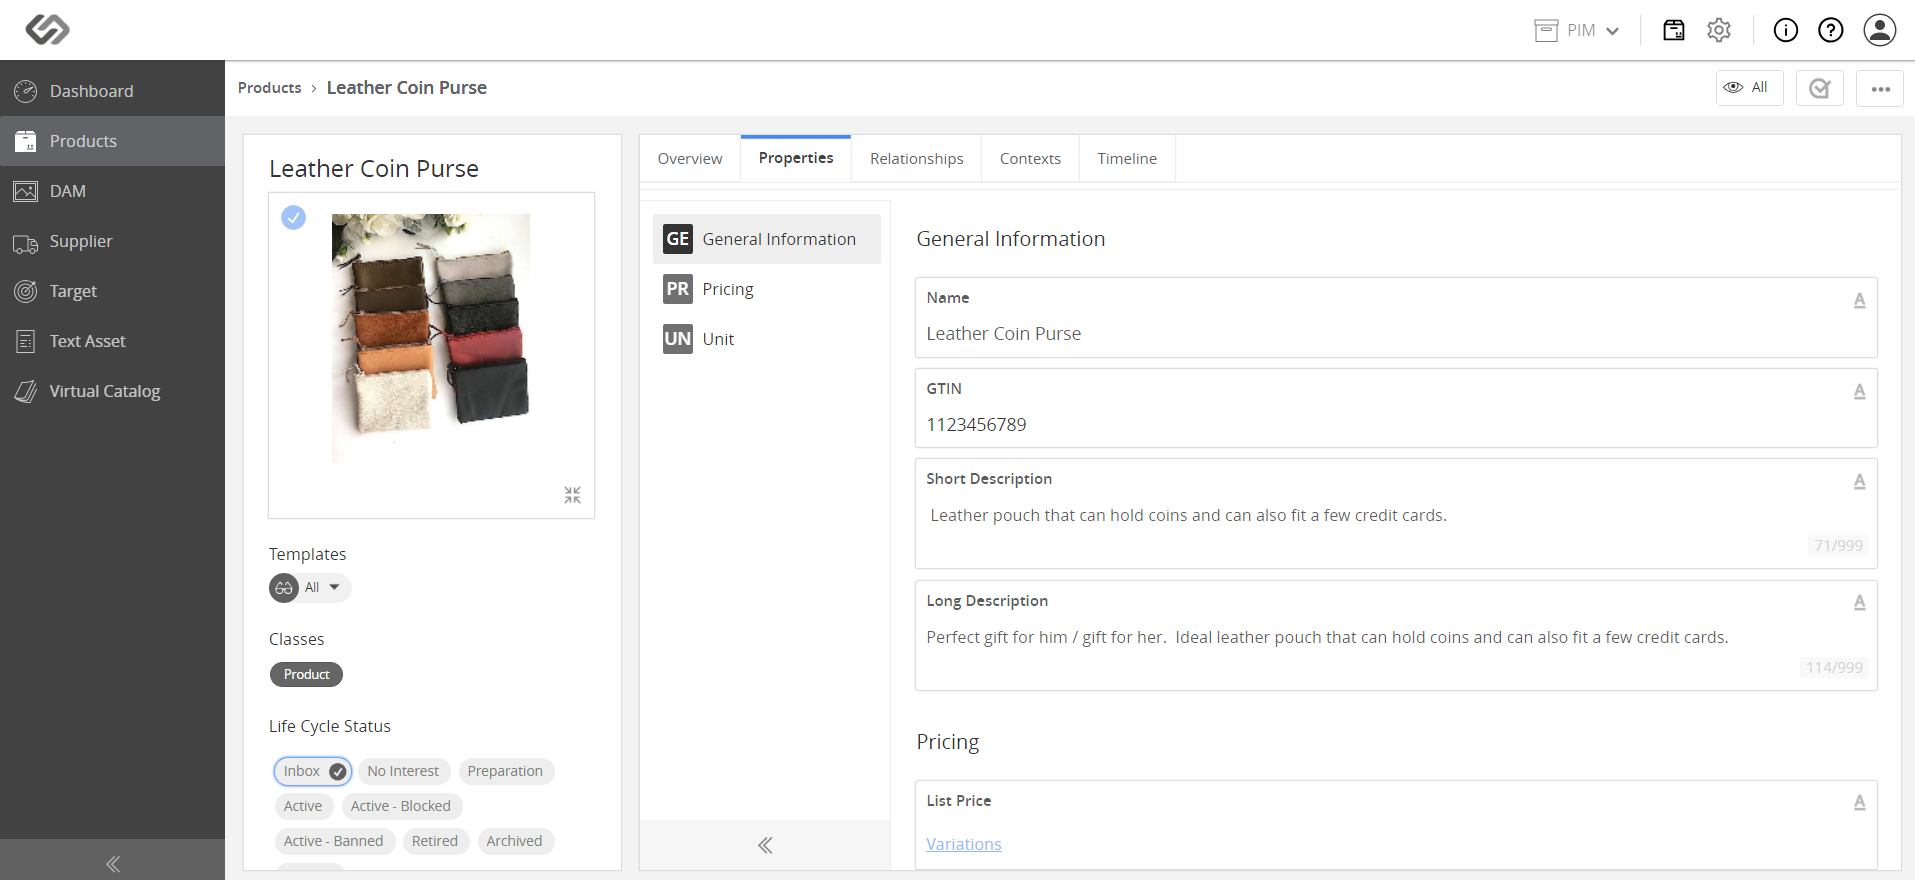 PIM
Dashboard
Products
DAM
Supplier
Target
Text Asset
Virtual Catalog
Products › Leather Coin Purse
All
Leather Coin Purse
Templates
All
Classes
Product
Life Cycle Status
Inbox No Interest Preparation
Active Active - Blocked
Active - Banned Retired Archived
Overview Properties Relationships Contexts Timeline
GE General Information
PR Pricing
UN Unit
General Information
Name A
Leather Coin Purse
GTIN A
1123456789
Short Description A
Leather pouch that can hold coins and can also fit a few credit cards.
71/999
Long Description A
Perfect gift for him / gift for her.  Ideal leather pouch that can hold coins and can also fit a few credit cards.
114/999
Pricing
List Price A
Variations